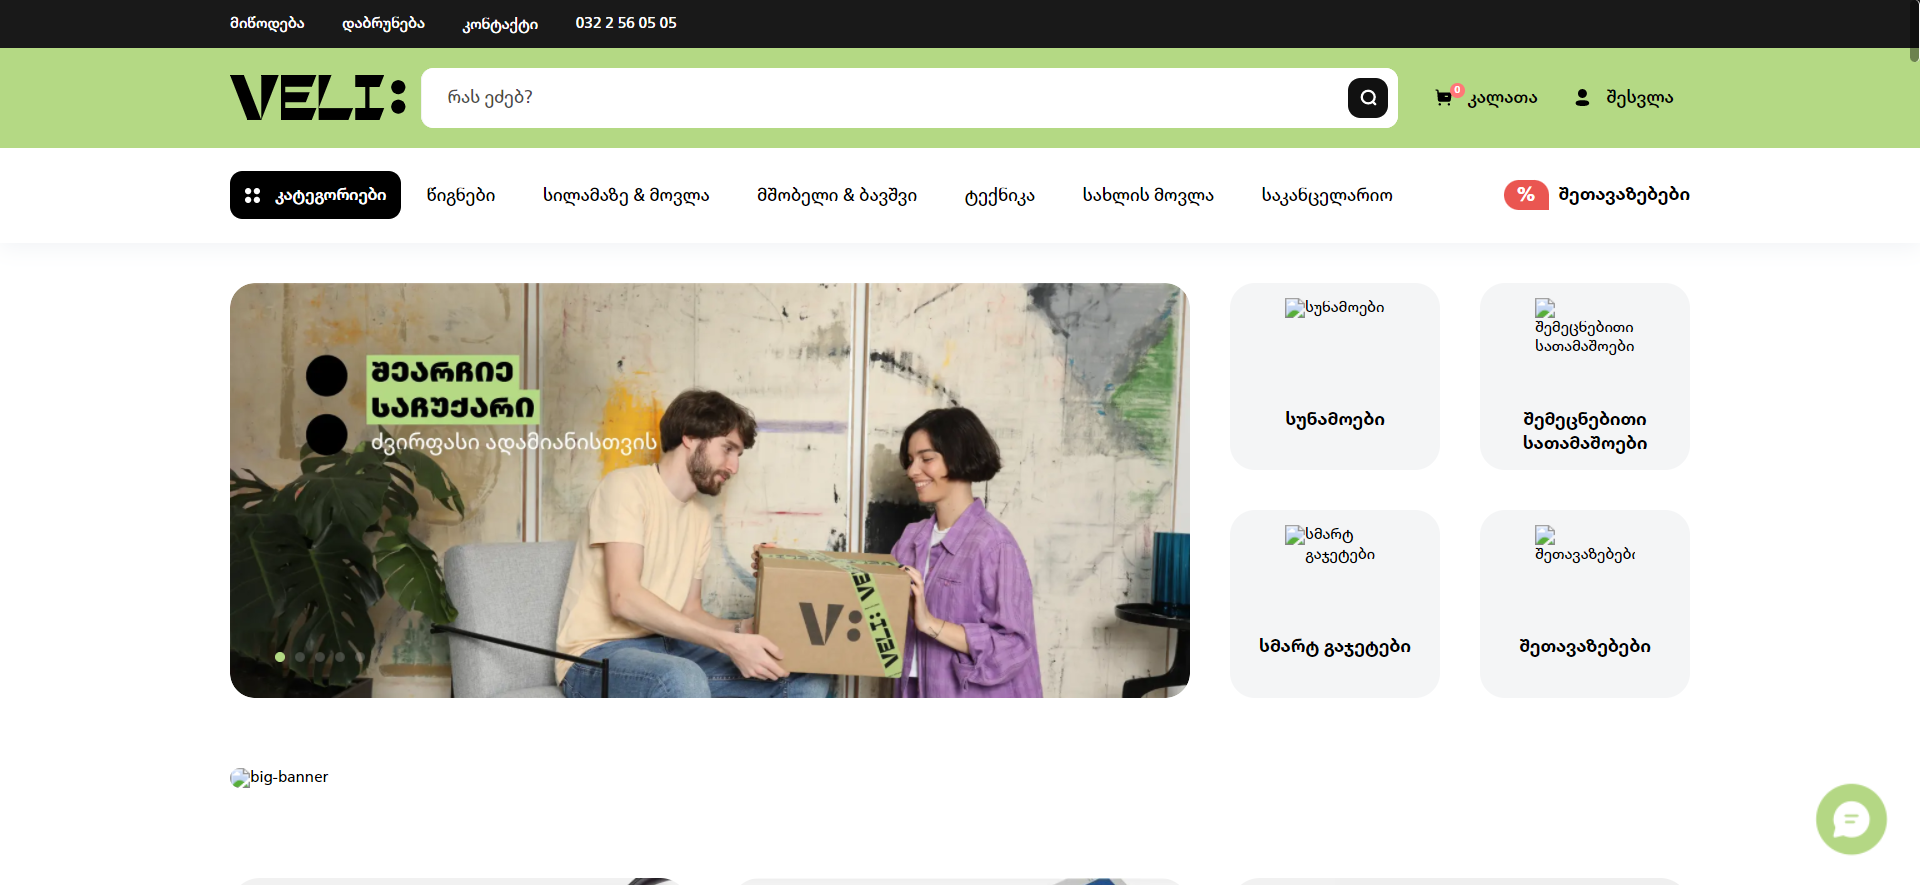 მიწოდება
დაბრუნება
კონტაქტი
032 2 56 05 05
VELI:
რას ეძებ?
0
კალათა
შესვლა
კატეგორიები
წიგნები
სილამაზე & მოვლა
მშობელი & ბავშვი
ტექნიკა
სახლის მოვლა
საკანცელარიო
%
შეთავაზებები
შეარჩიე
საჩუქარი
ძვირფასი ადამიანისთვის
V:
VELI:
VE
სუნამოები
სუნამოები
შემეცნებითი
სათამაშოები
შემეცნებითი
სათამაშოები
სმარტ
გაჯეტები
სმარტ გაჯეტები
შეთავაზებები
შეთავაზებები
big-banner